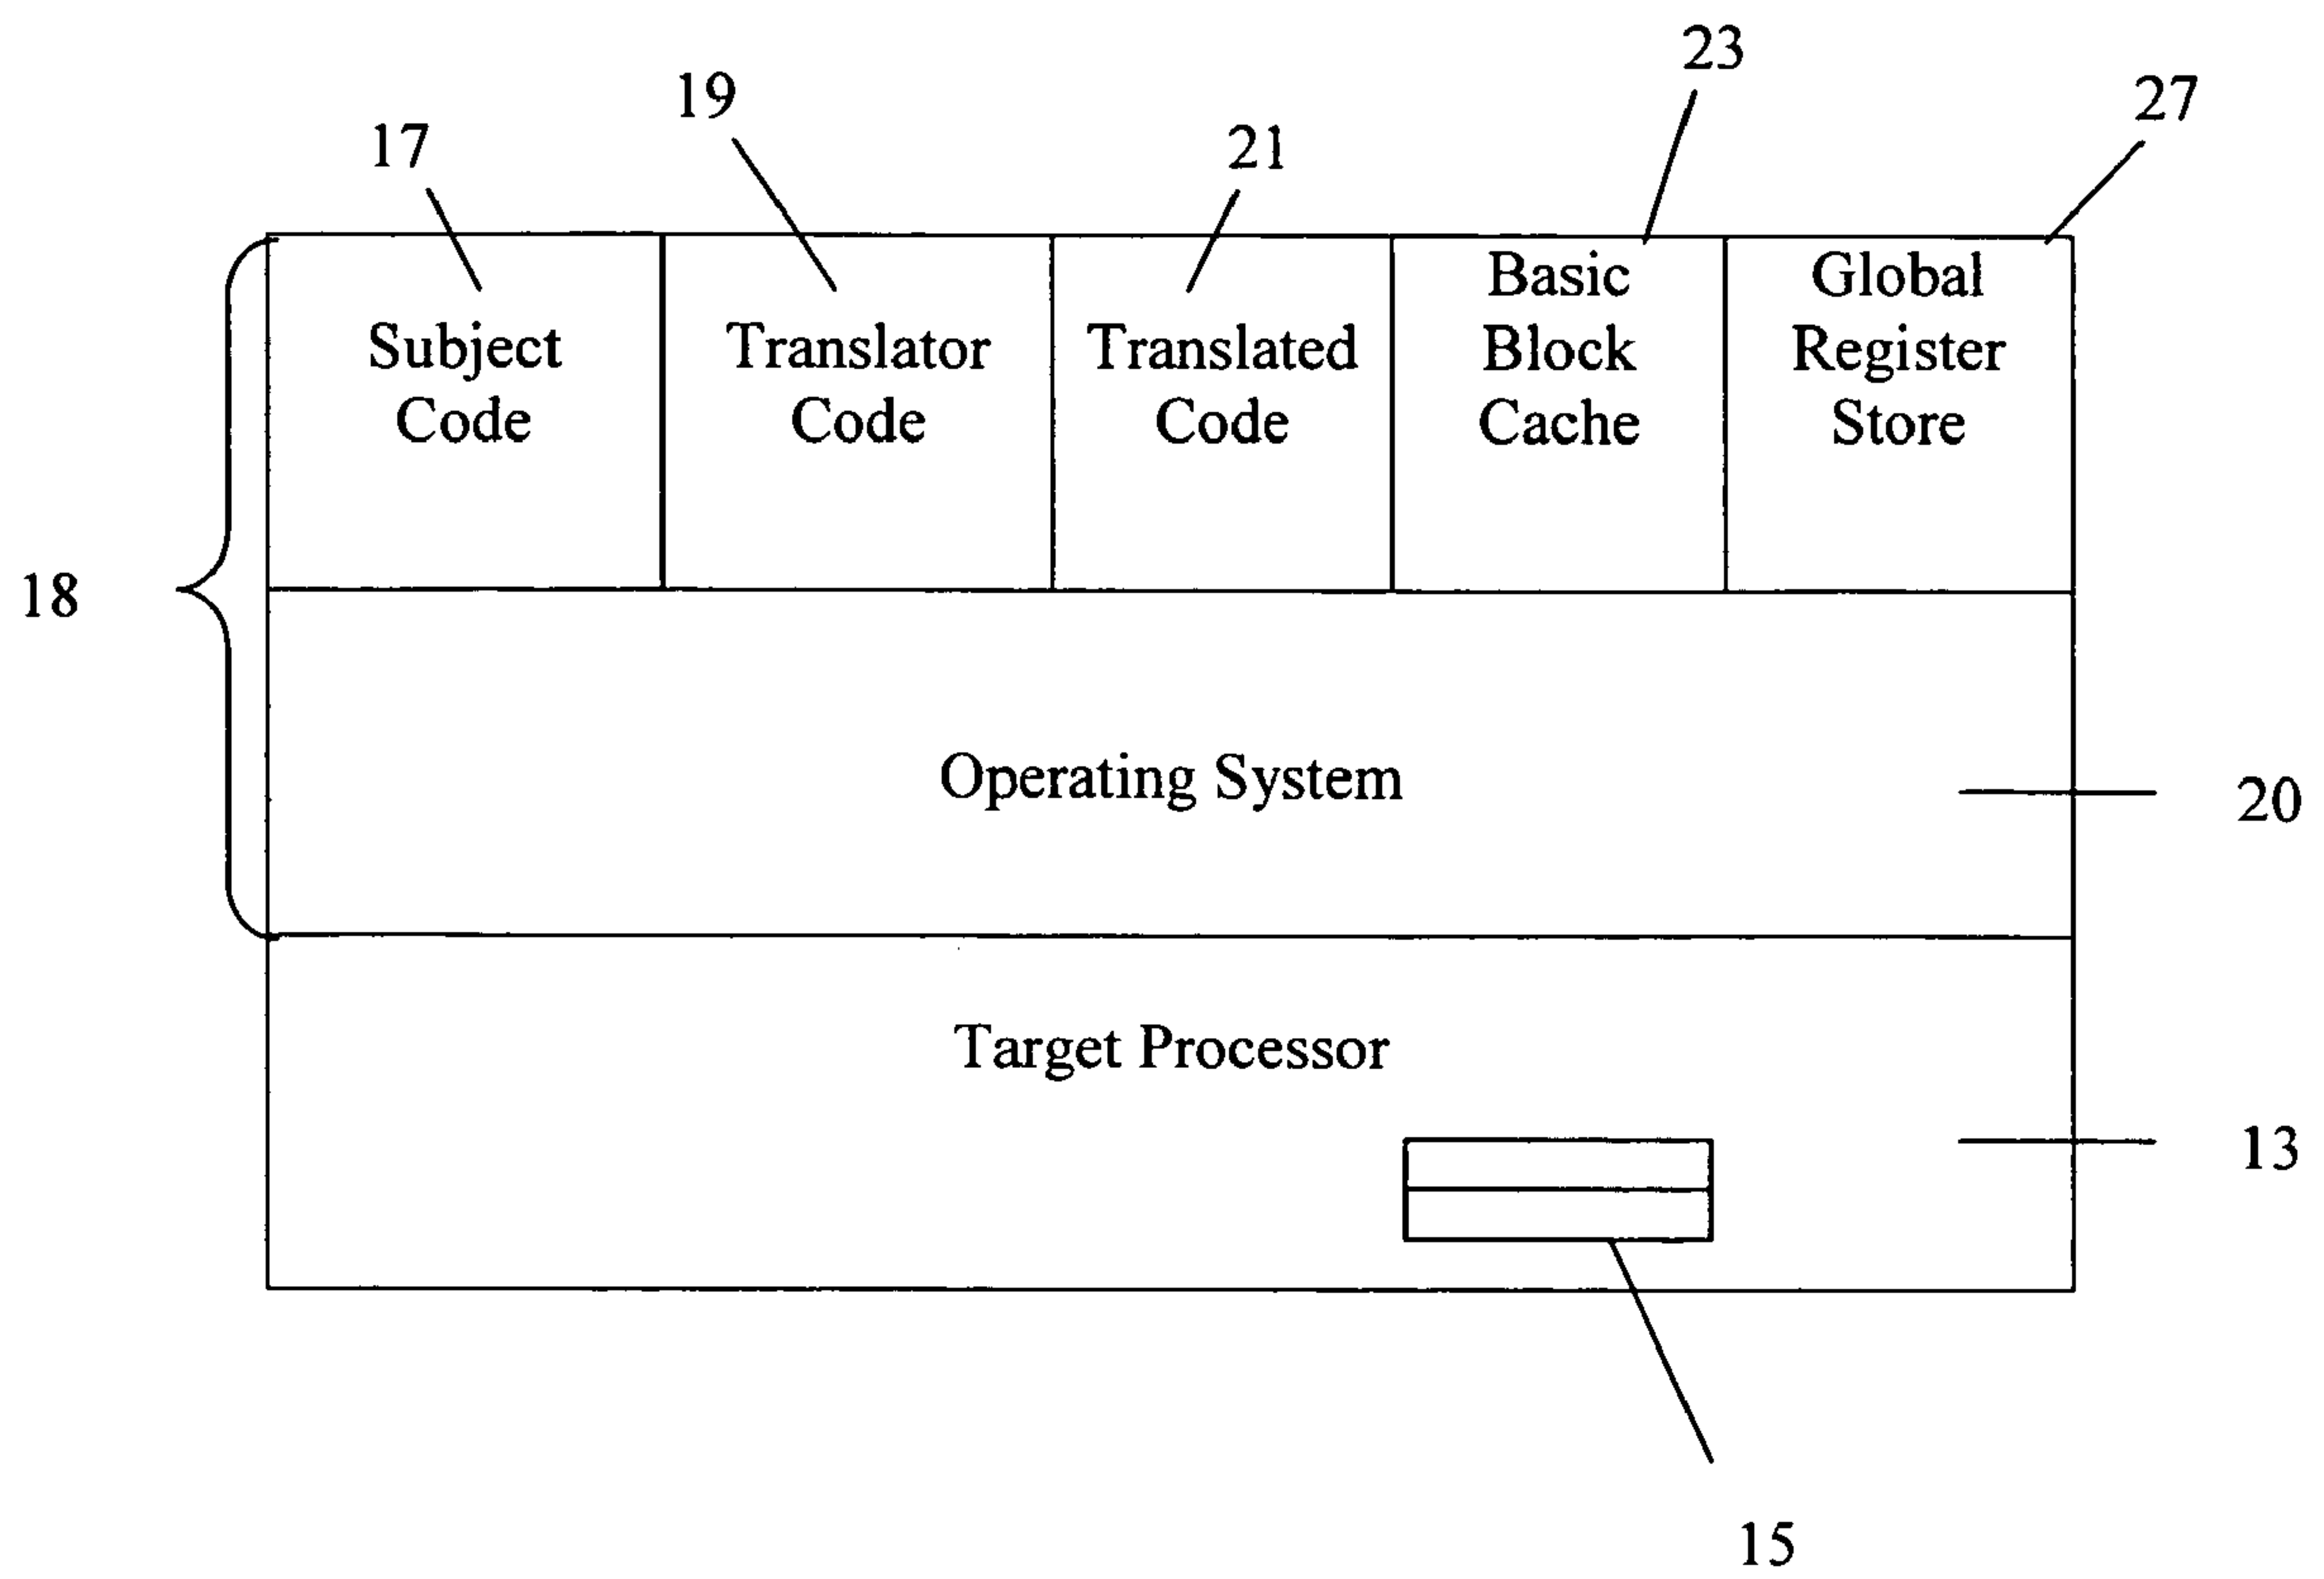 23
19
27
17
21
Subject
Code
Translator
Code
Translated
Code
Basic
Block
Cache
Global
Register
Store
18
Operating System
20
Target Processor
13
15